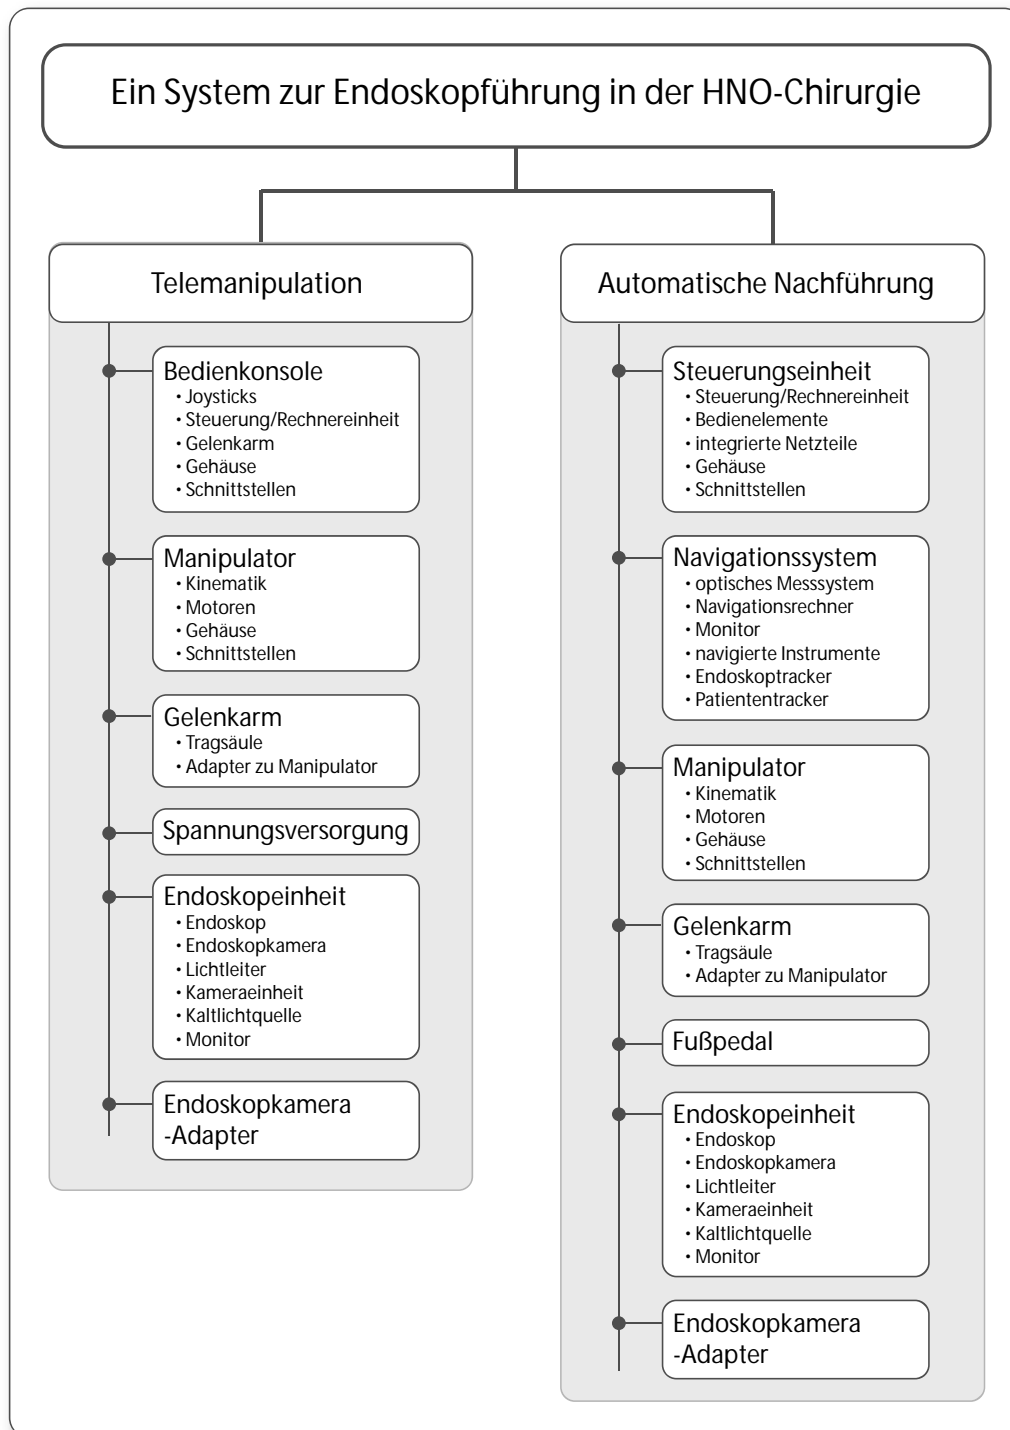 Ein System zur Endoskopführung in der HNO-Chirurgie
Telemanipulation
Bedienkonsole
• Joysticks
• Steuerung/Rechnereinheit
• Gelenkarm
• Gehäuse
• Schnittstellen
Manipulator
• Kinematik
• Motoren
• Gehäuse
• Schnittstellen
Gelenkarm
• Tragsäule
• Adapter zu Manipulator
Spannungsversorgung
Endoskopeinheit
• Endoskop
• Endoskopkamera
• Lichtleiter
• Kameraeinheit
• Kaltlichtquelle
• Monitor
Endoskopkamera
-Adapter
Automatische Nachführung
Steuerungseinheit
• Steuerung/Rechnereinheit
• Bedienelemente
• integrierte Netzteile
• Gehäuse
• Schnittstellen
Navigationssystem
• optisches Messsystem
• Navigationsrechner
• Monitor
• navigierte Instrumente
• Endoskoptracker
• Patiententracker
Manipulator
• Kinematik
• Motoren
• Gehäuse
• Schnittstellen
Gelenkarm
• Tragsäule
• Adapter zu Manipulator
Fußpedal
Endoskopeinheit
• Endoskop
• Endoskopkamera
• Lichtleiter
• Kameraeinheit
• Kaltlichtquelle
• Monitor
Endoskopkamera
-Adapter